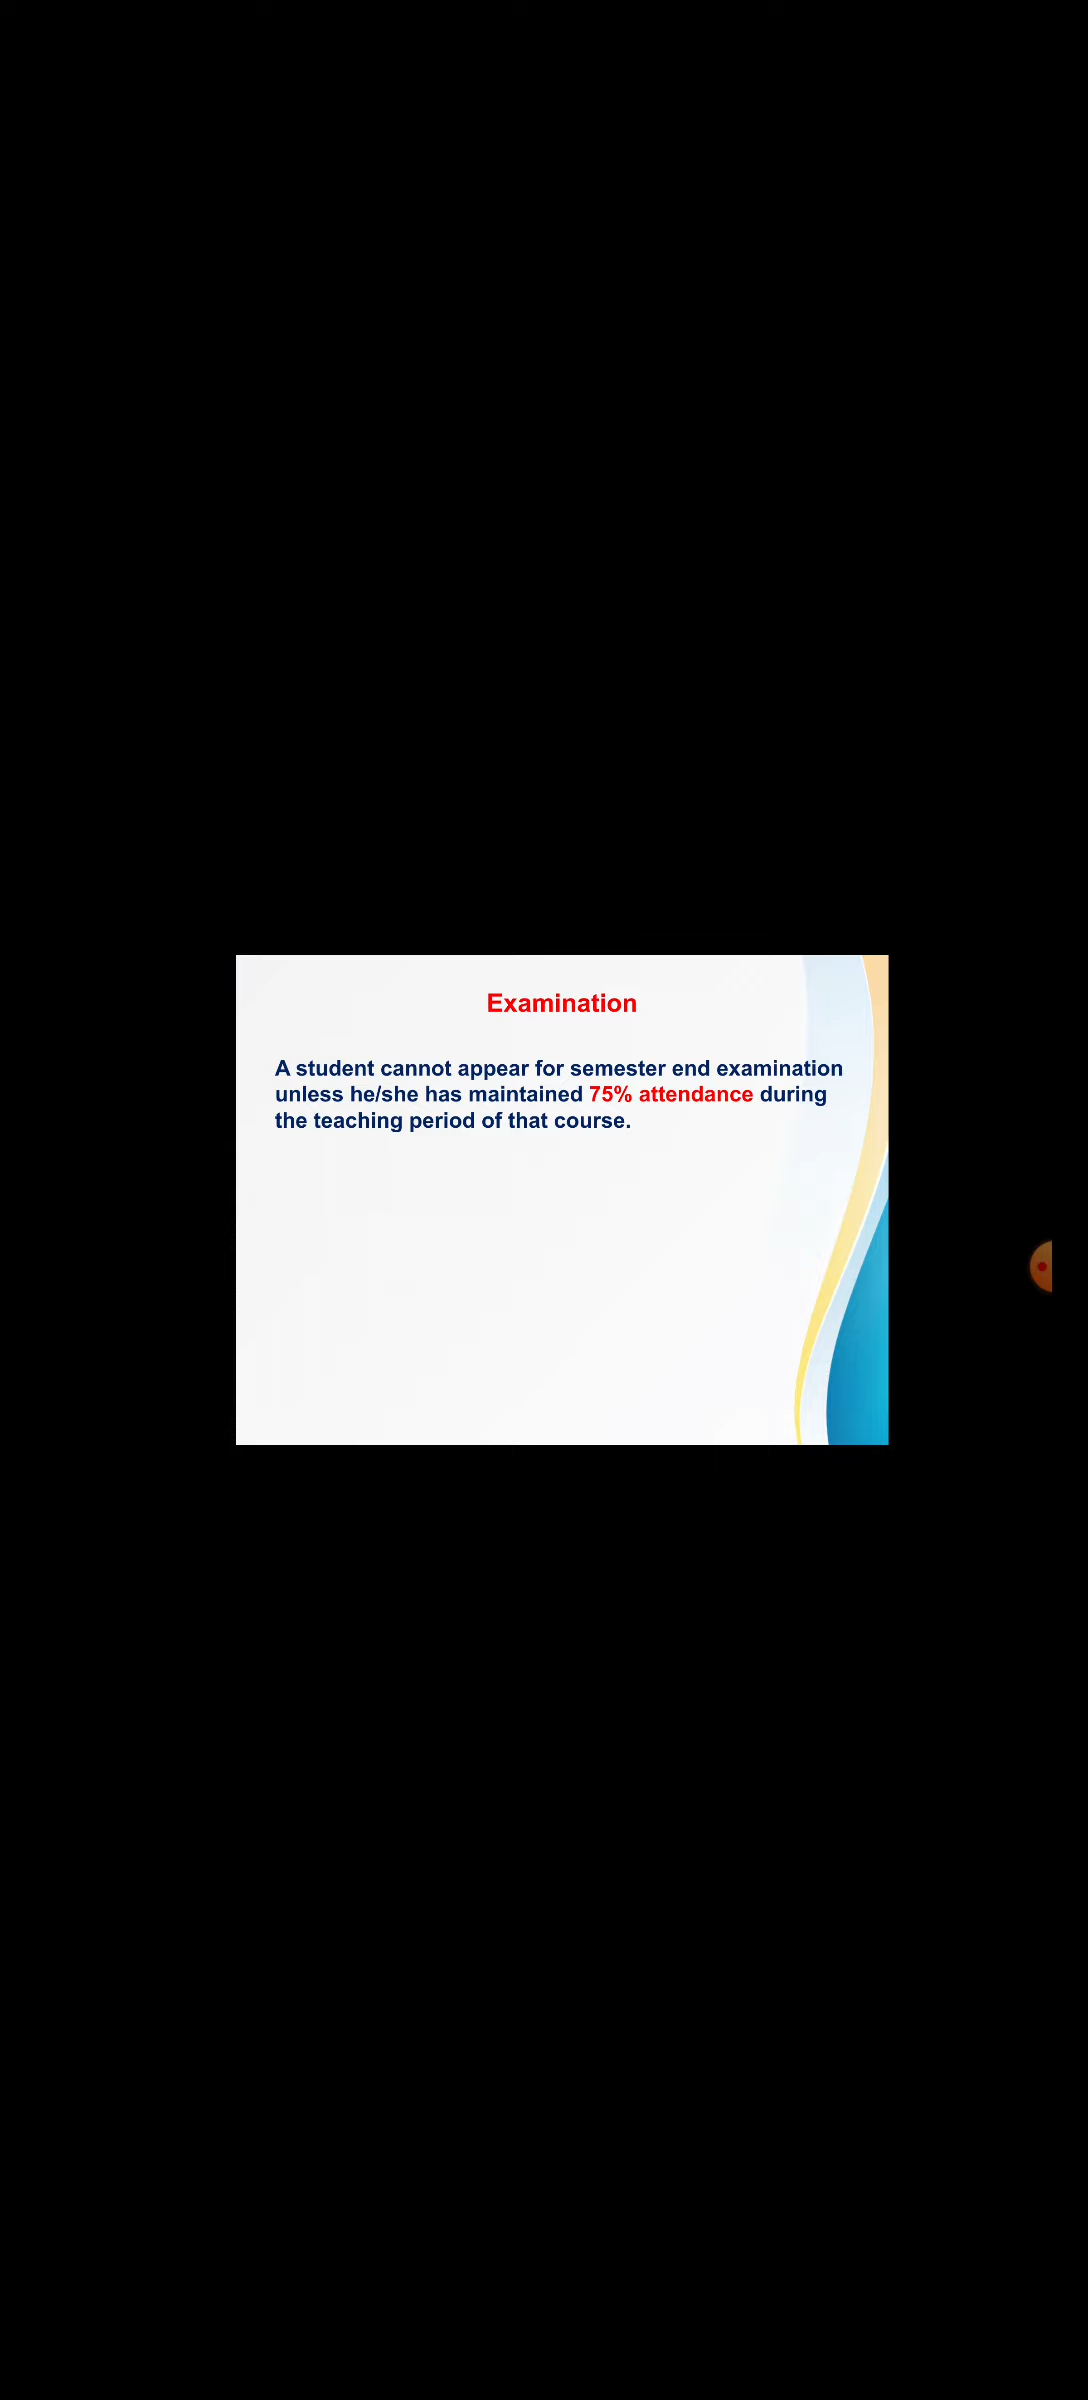 Examination
A student cannot appear for semester end examination
unless he/she has maintained 75% attendance during
the teaching period of that course.